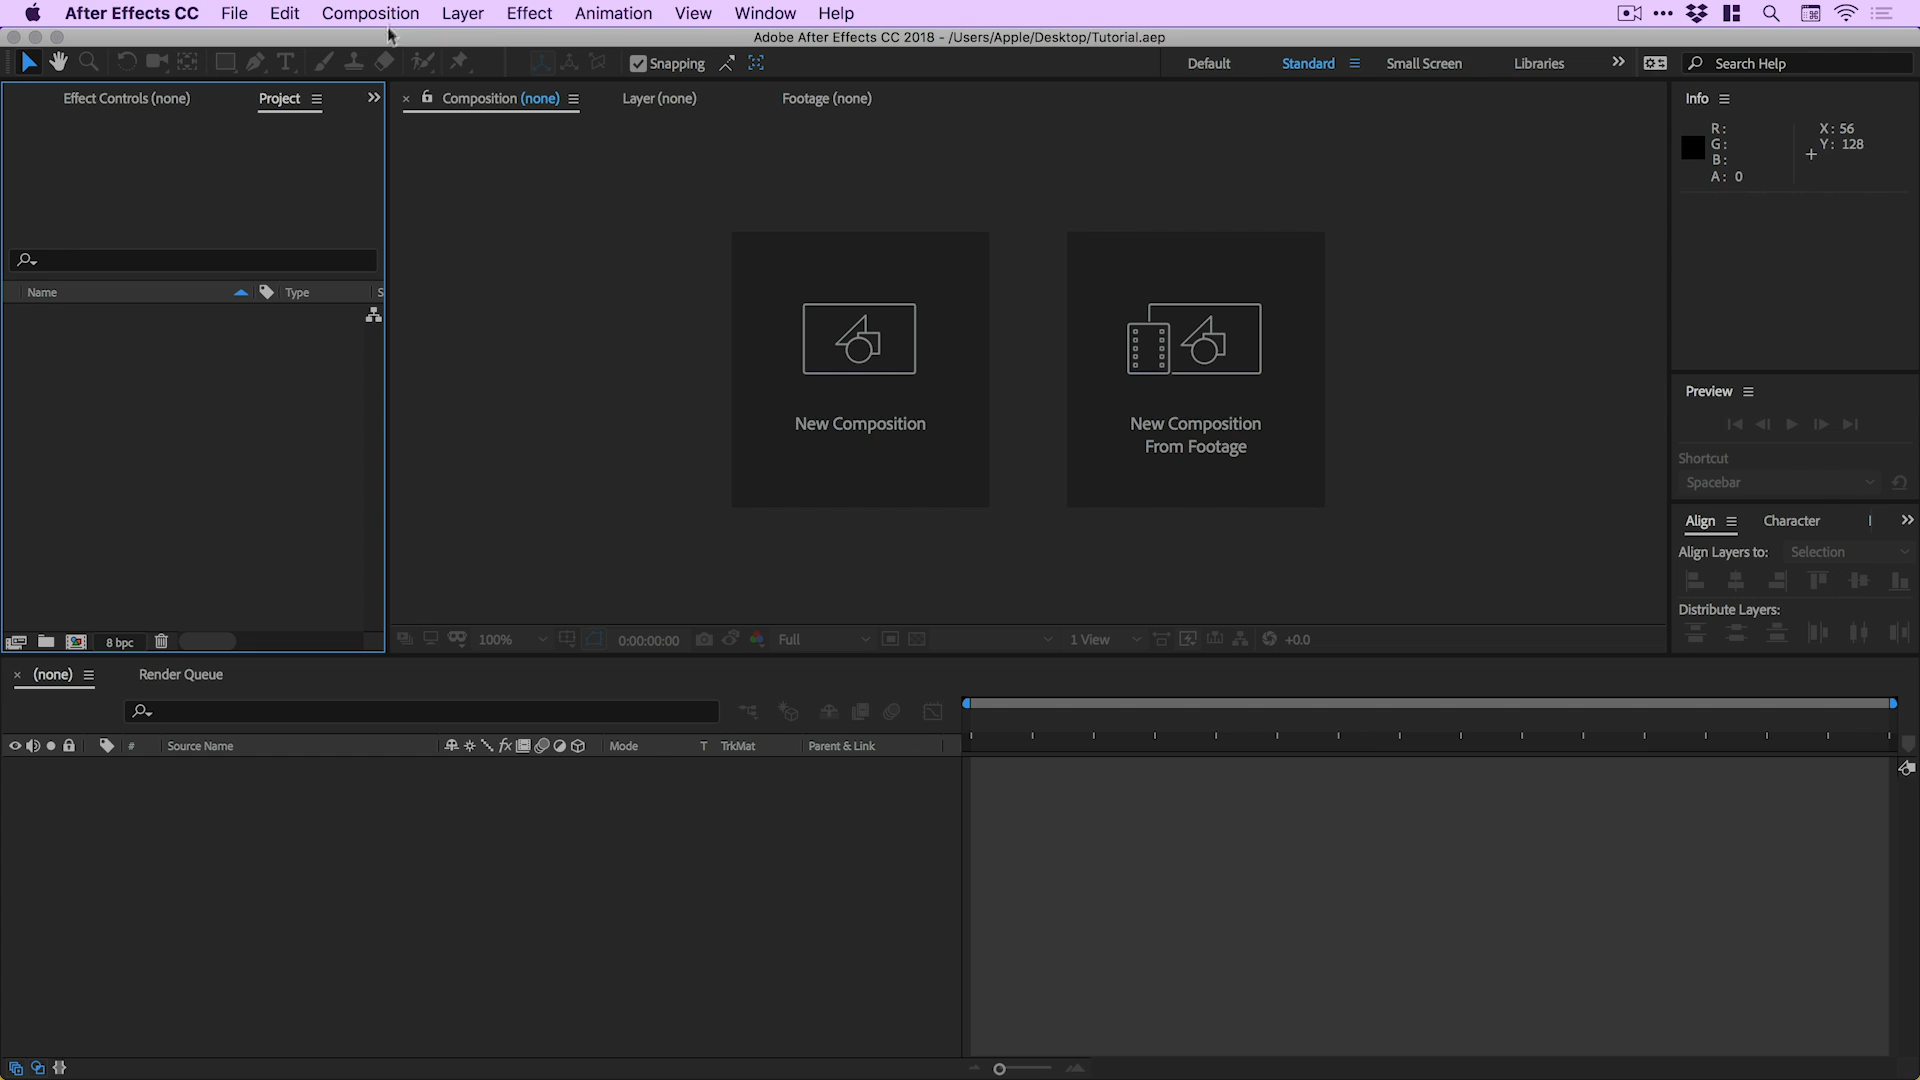 After Effects CC File Edit Composition Layer Effect Animation View Window Help
Adobe After Effects CC 2018 - /Users/Apple/Desktop/Tutorial.aep
Snapping Default Standard Small Screen Libraries Search Help
Effect Controls (none) Project Composition (none) Layer (none) Footage (none) Info
R: X: 56
G: Y: 128
B:
A: 0
Name Type S
Preview
New Composition
New Composition
From Footage
Shortcut
Spacebar
Align Character
Align Layers to: Selection
Distribute Layers:
8 bpc 100% 0:00:00:00 Full 1 View +0.0
(none) Render Queue
# Source Name fx Mode T TrkMat Parent & Link